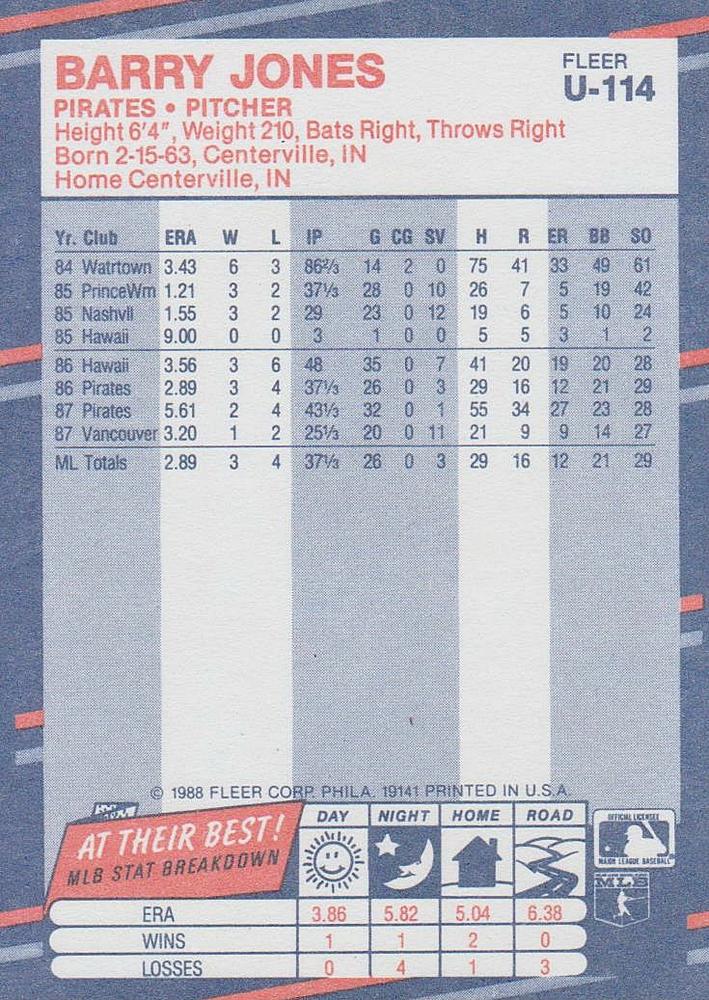 BARRY JONES
FLEER
U-114
PIRATES • PITCHER
Height 6'4", Weight 210, Bats Right, Throws Right
Born 2-15-63, Centerville, IN
Home Centerville, IN
Yr. Club ERA W L IP G CG SV H R ER BB SO
84 Watrtown 3.43 6 3 86⅔ 14 2 0 75 41 33 49 61
85 PrinceWm 1.21 3 2 37⅓ 28 0 10 26 7 5 19 42
85 Nashvll 1.55 3 2 29 23 0 12 19 6 5 10 24
85 Hawaii 9.00 0 0 3 1 0 0 5 5 3 1 2
86 Hawaii 3.56 3 6 48 35 0 7 41 20 19 20 28
86 Pirates 2.89 3 4 37⅓ 26 0 3 29 16 12 21 29
87 Pirates 5.61 2 4 43⅓ 32 0 1 55 34 27 23 28
87 Vancouver 3.20 1 2 25⅓ 20 0 11 21 9 9 14 27
ML Totals 2.89 3 4 37⅓ 26 0 3 29 16 12 21 29
© 1988 FLEER CORP. PHILA. 19141 PRINTED IN U.S.A.
AT THEIR BEST!
MLB STAT BREAKDOWN
DAY NIGHT HOME ROAD
OFFICIAL LICENSEE
MAJOR LEAGUE BASEBALL
MLB
ERA 3.86 5.82 5.04 6.38
WINS 1 1 2 0
LOSSES 0 4 1 3